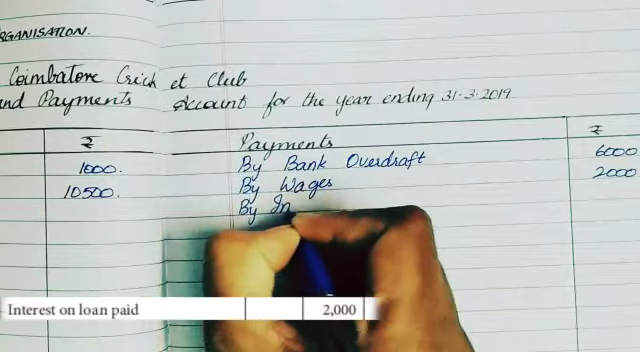 RGANISATION.
Coimbatore Cricket Club
and Payments Account for the year ending 31.3.2019
₹ Payments ₹
1000. By Bank Overdraft 6000
10500. By Wages 2000
By In
Interest on loan paid 2,000